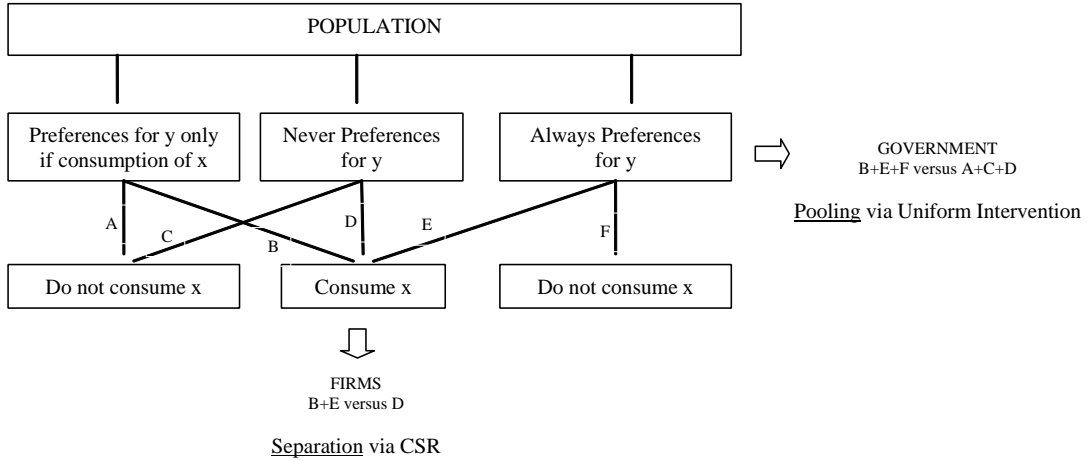 POPULATION
Preferences for y only
if consumption of x
Never Preferences
for y
Always Preferences
for y
GOVERNMENT
B+E+F versus A+C+D
Pooling via Uniform Intervention
A
C
B
D
E
F
Do not consume x
Consume x
Do not consume x
FIRMS
B+E versus D
Separation via CSR